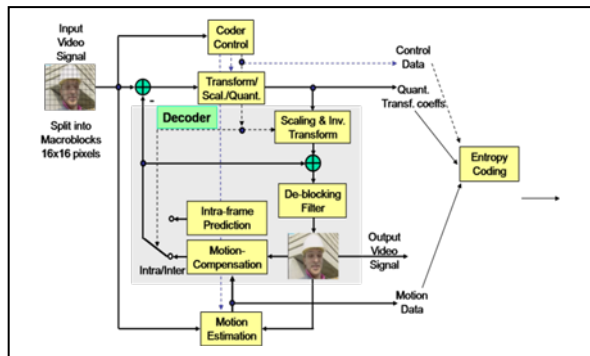 Input
Video
Signal
Coder
Control
Control
Data
Transform/
Scal./Quant.
Quant.
Transf. coeffs
-
Split into
Macroblocks
16x16 pixels
Decoder
Scaling & Inv.
Transform
Entropy
Coding
De-blocking
Filter
Intra-frame
Prediction
Output
Video
Signal
Motion-
Compensation
Intra/Inter
Motion
Data
Motion
Estimation